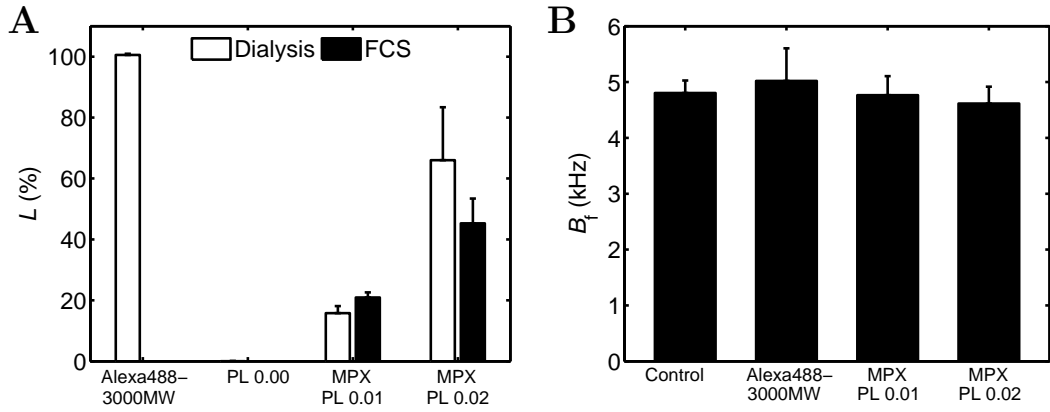 A
Dialysis FCS
L (%)
100
80
60
40
20
0
Alexa488–
3000MW
PL 0.00
MPX
PL 0.01
MPX
PL 0.02
B
Bf (kHz)
6
5
4
3
2
1
0
Control
Alexa488–
3000MW
MPX
PL 0.01
MPX
PL 0.02